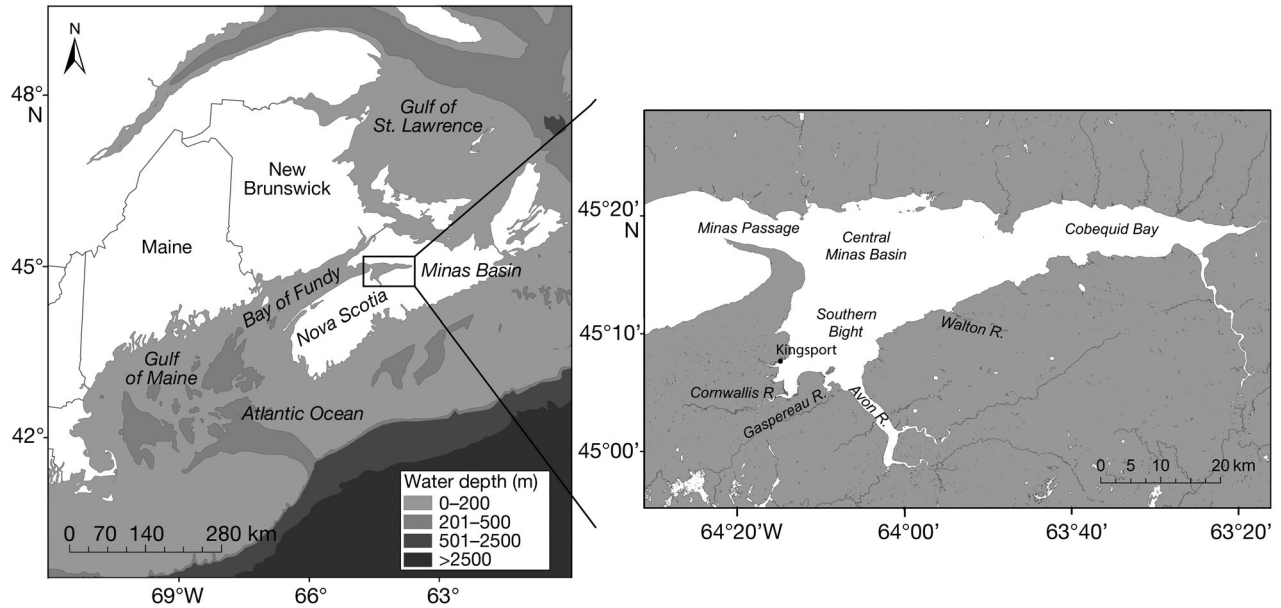 N
48°
N
Gulf of
St. Lawrence
New
Brunswick
Maine
45°
Minas Basin
Bay of Fundy
Nova Scotia
Gulf
of Maine
Atlantic Ocean
42°
Water depth (m)
0–200
201–500
501–2500
>2500
0 70 140 280 km
69°W 66° 63°
45°20'
N
Minas Passage
Central
Minas Basin
Cobequid Bay
Southern
Bight
Walton R.
45°10'
Kingsport
Cornwallis R.
Gaspereau R.
Avon R.
45°00'
0 5 10 20 km
64°20'W 64°00' 63°40' 63°20'